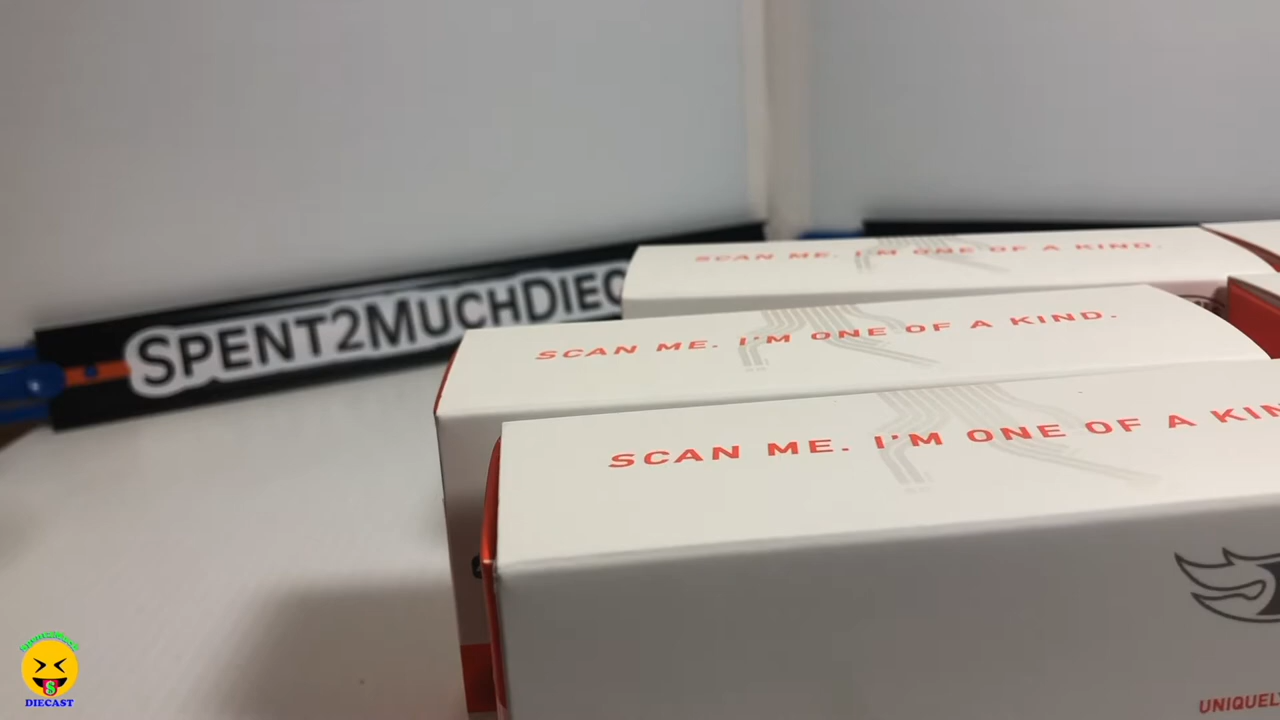 SCAN ME. I'M ONE OF A KIND.
SPENT2MUCHDIEC
SCAN ME. I'M ONE OF A KIND.
SCAN ME. I'M ONE OF A KIN
UNIQUEL
DIECAST